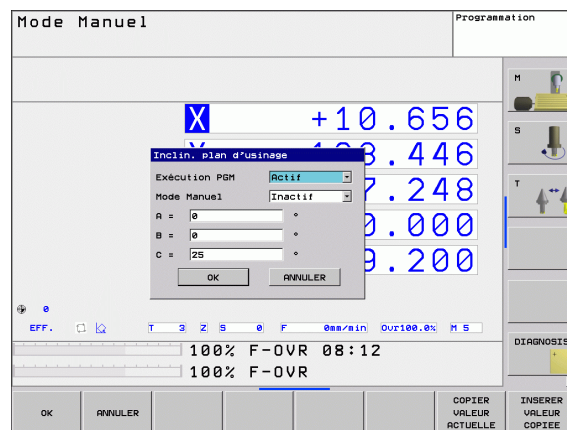 Mode Manuel
Programmation
M
X +10.656
S
8.446
Inclin. plan d'usinage
Exécution PGM Actif
Mode Manuel Inactif
A = 0 °
B = 0 °
C = 25 °
OK ANNULER
7.248
T
0.000
9.200
0
EFF. T 3 Z S 0 F 0mm/min Ovr100.0% M 5
100% F-OVR 08:12
100% F-OVR
DIAGNOSIS
OK
ANNULER
COPIER
VALEUR
ACTUELLE
INSERER
VALEUR
COPIEE